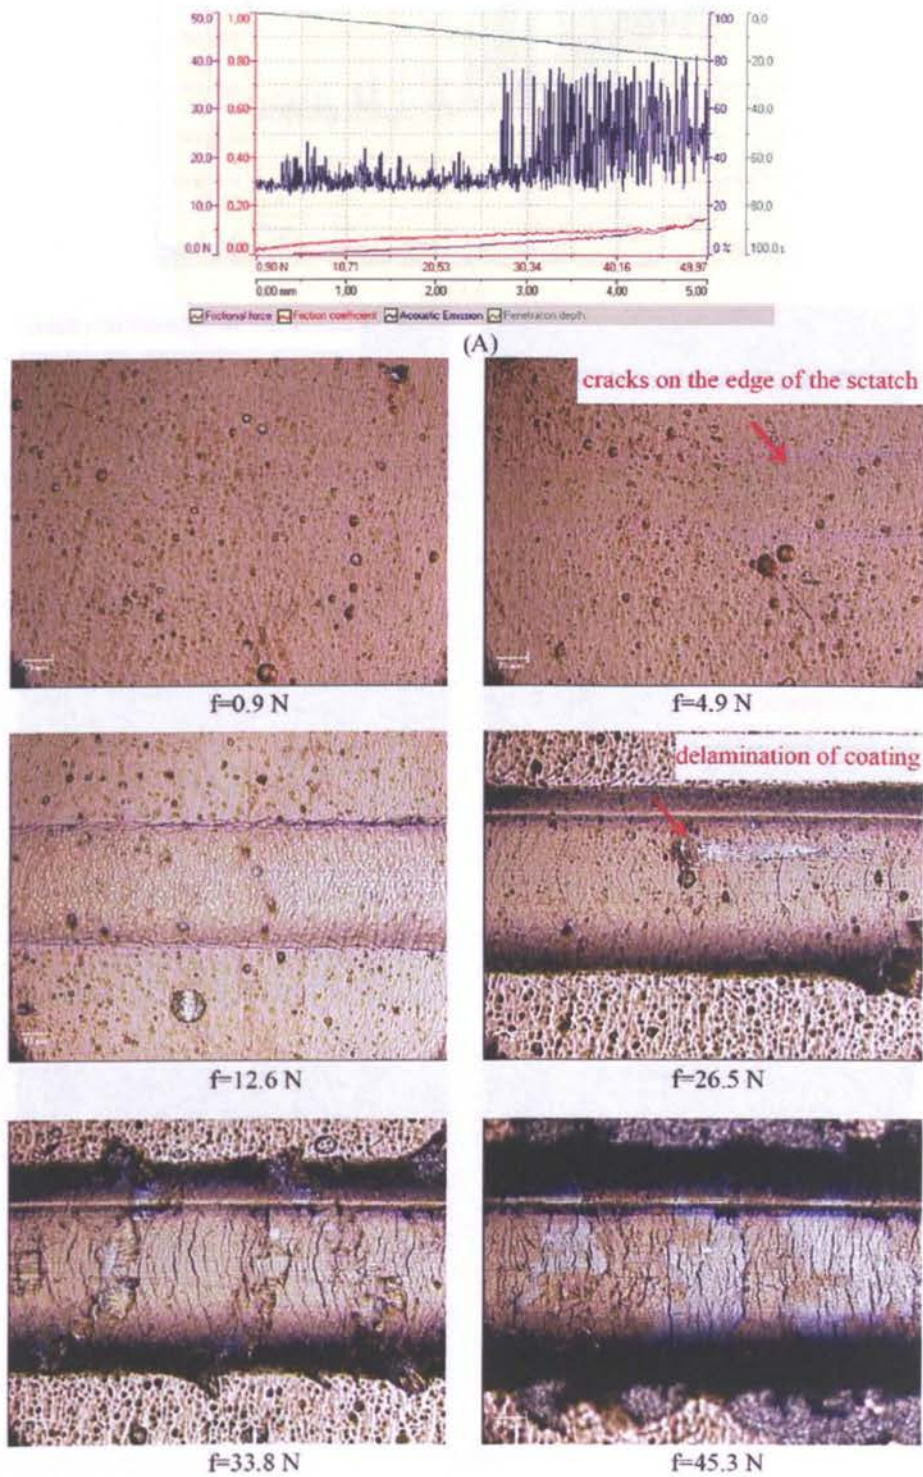 50,0 1,00 100 0,0
40,0 0,80 80 20,0
30,0 0,60 60 40,0
20,0 0,40 40 60,0
10,0 0,20 20 80,0
0,0 N 0,00 0 % 100,0
0,90 N 10,71 20,53 30,34 40,16 49,97
0,00 mm 1,00 2,00 3,00 4,00 5,00
Frictional force Friction coefficient Acoustic Emission Penetration depth
(A)
cracks on the edge of the sctatch
f=0.9 N
f=4.9 N
delamination of coating
f=12.6 N
f=26.5 N
f=33.8 N
f=45.3 N